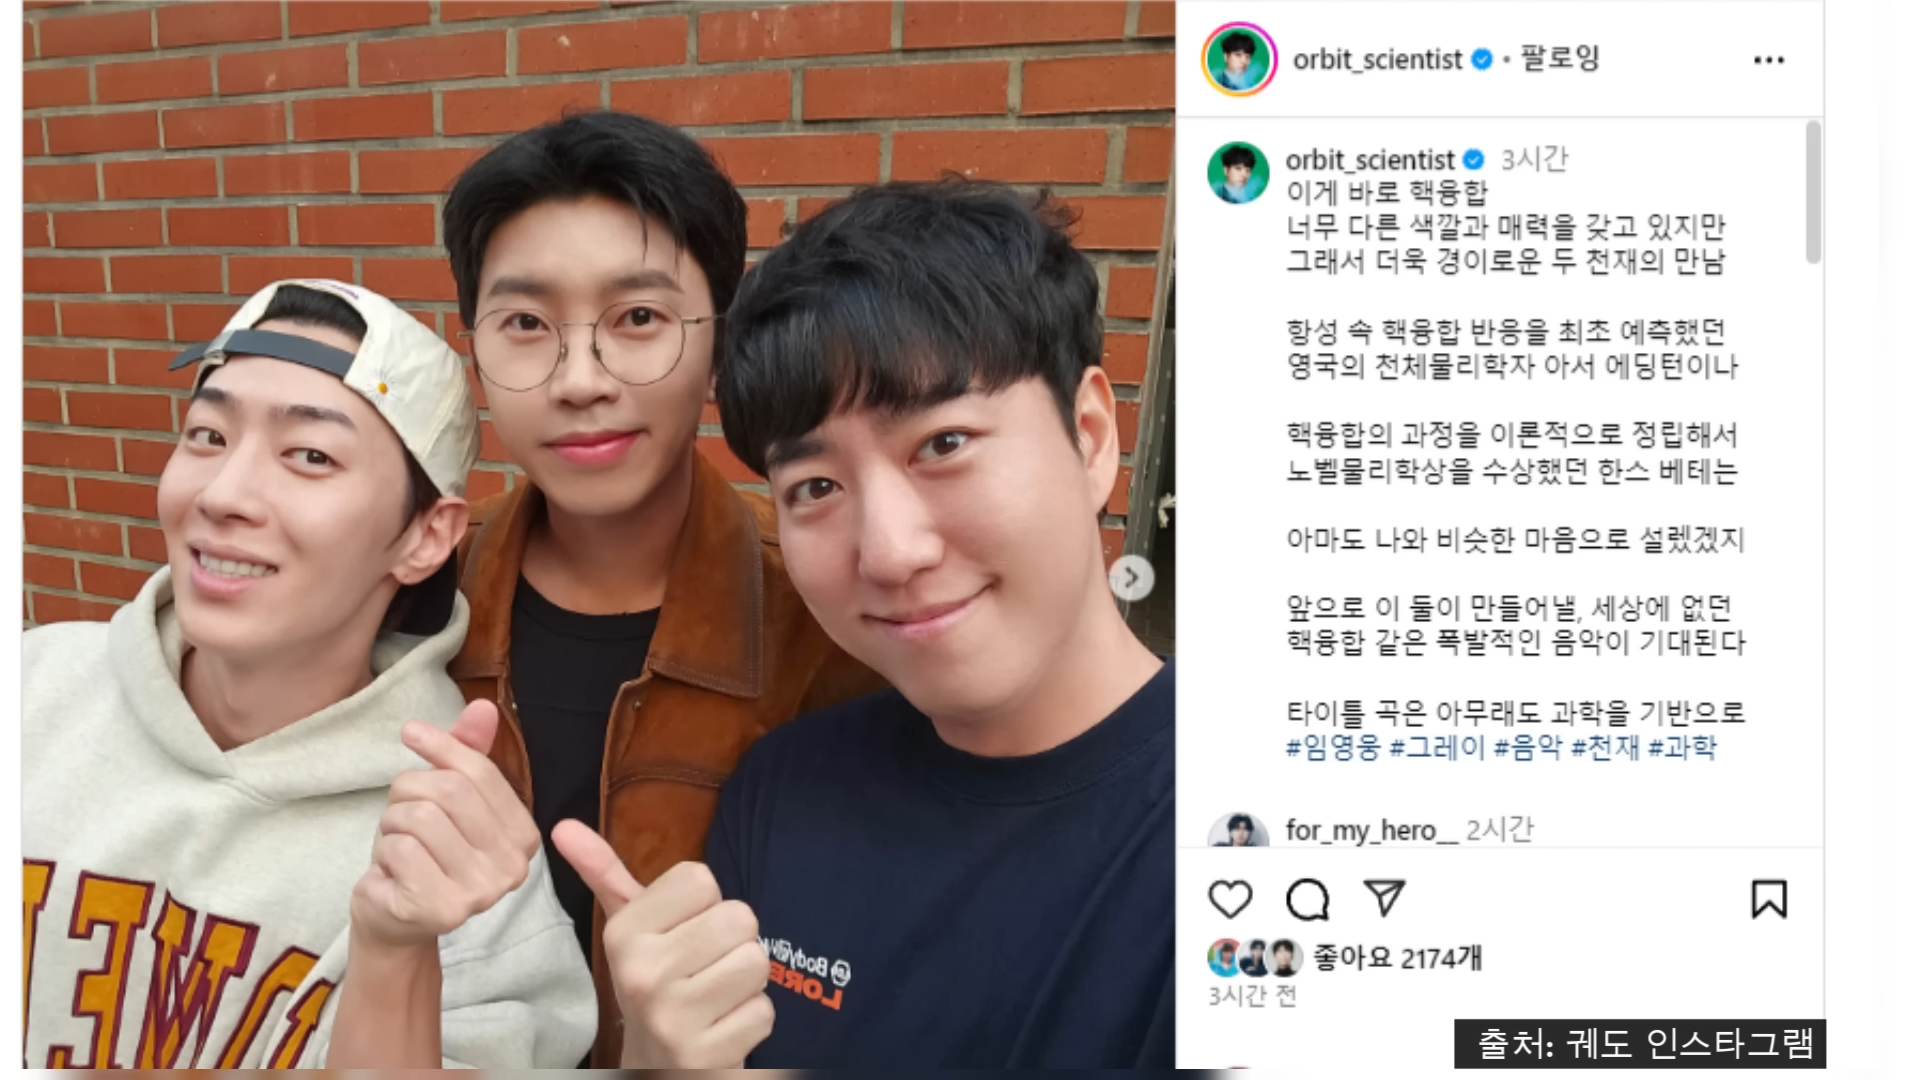 orbit_scientist • 팔로잉
orbit_scientist 3시간
이게 바로 핵융합
너무 다른 색깔과 매력을 갖고 있지만
그래서 더욱 경이로운 두 천재의 만남
항성 속 핵융합 반응을 최초 예측했던
영국의 천체물리학자 아서 에딩턴이나
핵융합의 과정을 이론적으로 정립해서
노벨물리학상을 수상했던 한스 베테는
아마도 나와 비슷한 마음으로 설렜겠지
앞으로 이 둘이 만들어낼, 세상에 없던
핵융합 같은 폭발적인 음악이 기대된다
타이틀 곡은 아무래도 과학을 기반으로
#임영웅 #그레이 #음악 #천재 #과학
for_my_hero__ 2시간
좋아요 2174개
3시간 전
출처: 궤도 인스타그램